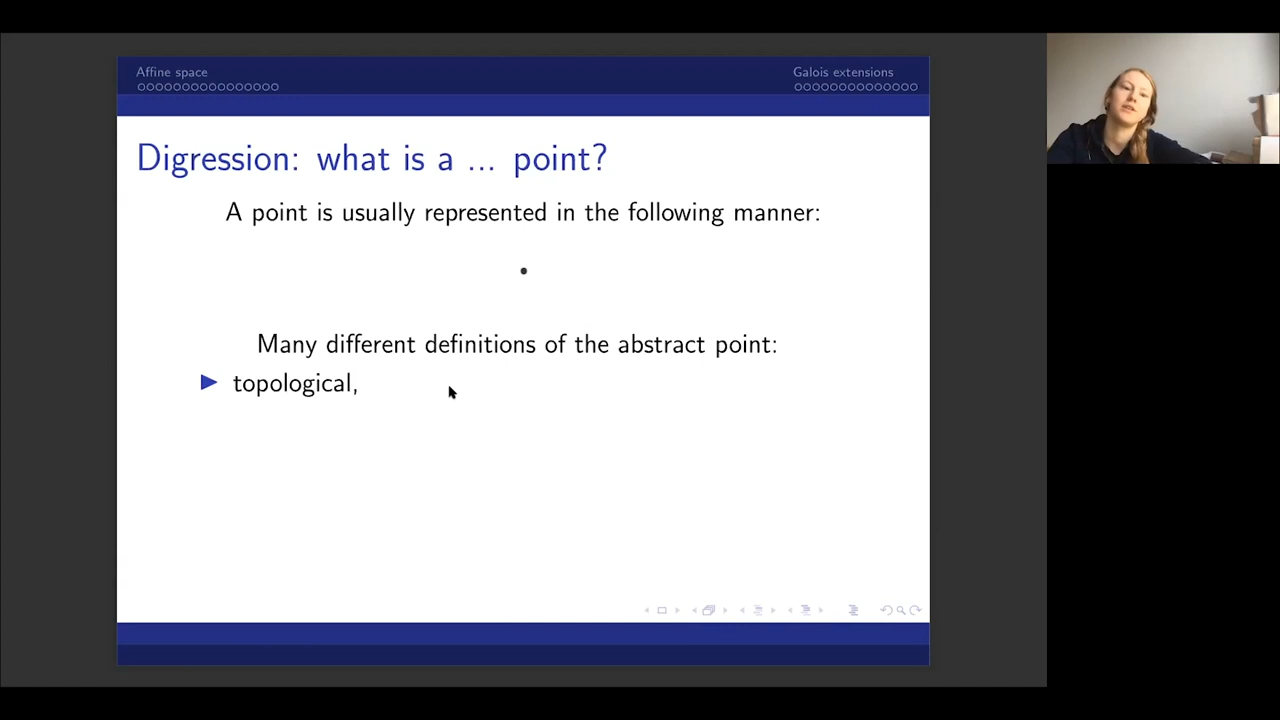 Affine space
Galois extensions
Digression: what is a ... point?
A point is usually represented in the following manner:
Many different definitions of the abstract point:
topological,